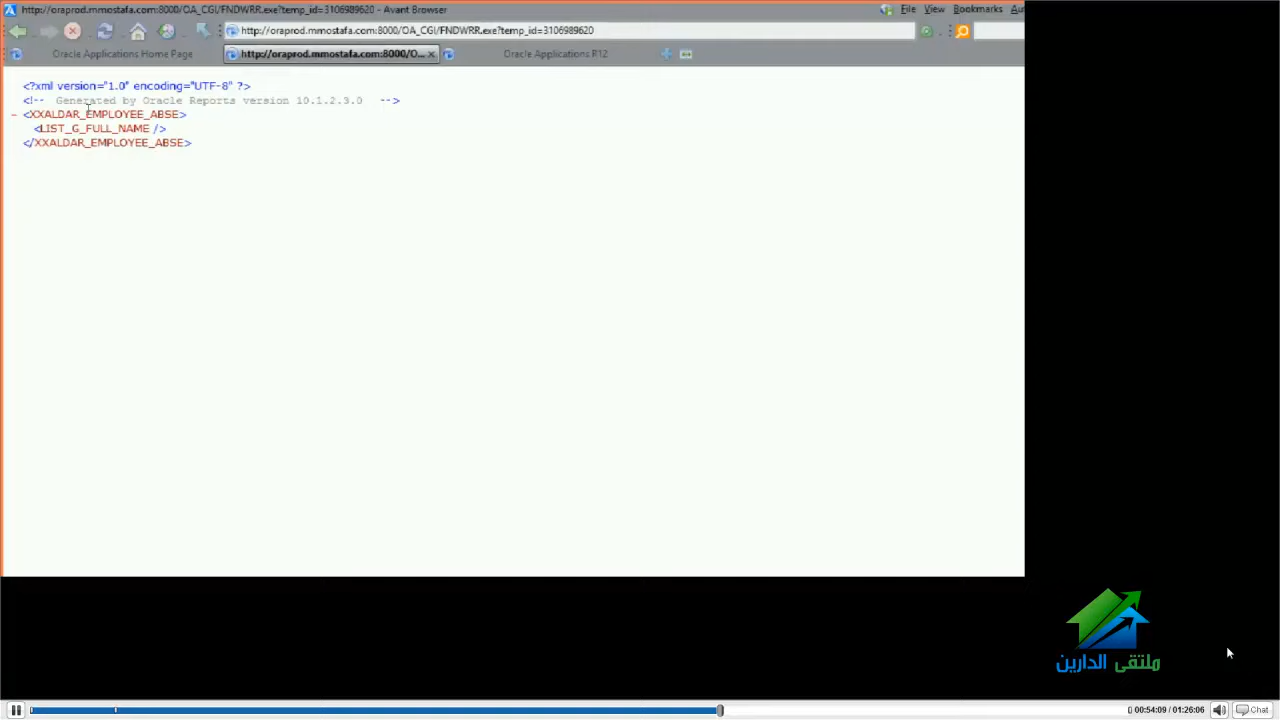 http://oraprod.mmostafa.com:8000/OA_CGI/FNDWRR.exe?temp_id=3106989620 - Avant Browser
File View Bookmarks Au
http://oraprod.mmostafa.com:8000/OA_CGI/FNDWRR.exe?temp_id=3106989620
Oracle Applications Home Page http://oraprod.mmostafa.com:8000/O... Oracle Applications R12
<?xml version="1.0" encoding="UTF-8" ?>
<!-- Generated by Oracle Reports version 10.1.2.3.0 -->
- <XXALDAR_EMPLOYEE_ABSE>
<LIST_G_FULL_NAME />
</XXALDAR_EMPLOYEE_ABSE>
ملتقى الدارين
00:54:09 / 01:26:06 Chat